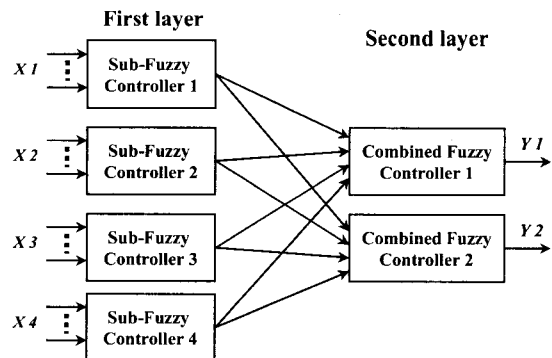 First layer
Second layer
X 1
Sub-Fuzzy
Controller 1
X 2
Sub-Fuzzy
Controller 2
X 3
Sub-Fuzzy
Controller 3
X 4
Sub-Fuzzy
Controller 4
Combined Fuzzy
Controller 1
Y 1
Combined Fuzzy
Controller 2
Y 2